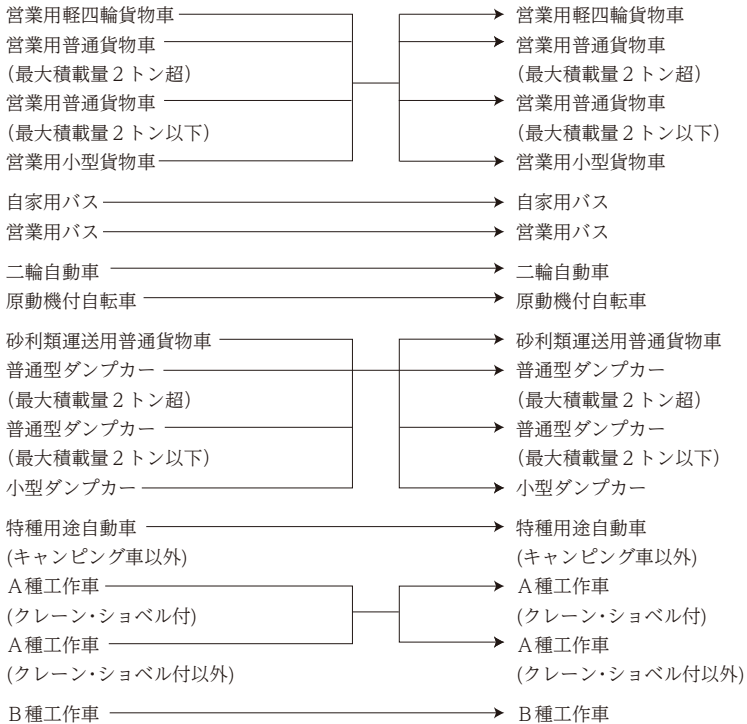 営業用軽四輪貨物車 営業用軽四輪貨物車
営業用普通貨物車 営業用普通貨物車
（最大積載量２トン超） （最大積載量２トン超）
営業用普通貨物車 営業用普通貨物車
（最大積載量２トン以下） （最大積載量２トン以下）
営業用小型貨物車 営業用小型貨物車
自家用バス 自家用バス
営業用バス 営業用バス
二輪自動車 二輪自動車
原動機付自転車 原動機付自転車
砂利類運送用普通貨物車 砂利類運送用普通貨物車
普通型ダンプカー 普通型ダンプカー
（最大積載量２トン超） （最大積載量２トン超）
普通型ダンプカー 普通型ダンプカー
（最大積載量２トン以下） （最大積載量２トン以下）
小型ダンプカー 小型ダンプカー
特種用途自動車 特種用途自動車
(キャンピング車以外) (キャンピング車以外)
Ａ種工作車 Ａ種工作車
(クレーン・ショベル付) (クレーン・ショベル付)
Ａ種工作車 Ａ種工作車
(クレーン・ショベル付以外) (クレーン・ショベル付以外)
Ｂ種工作車 Ｂ種工作車